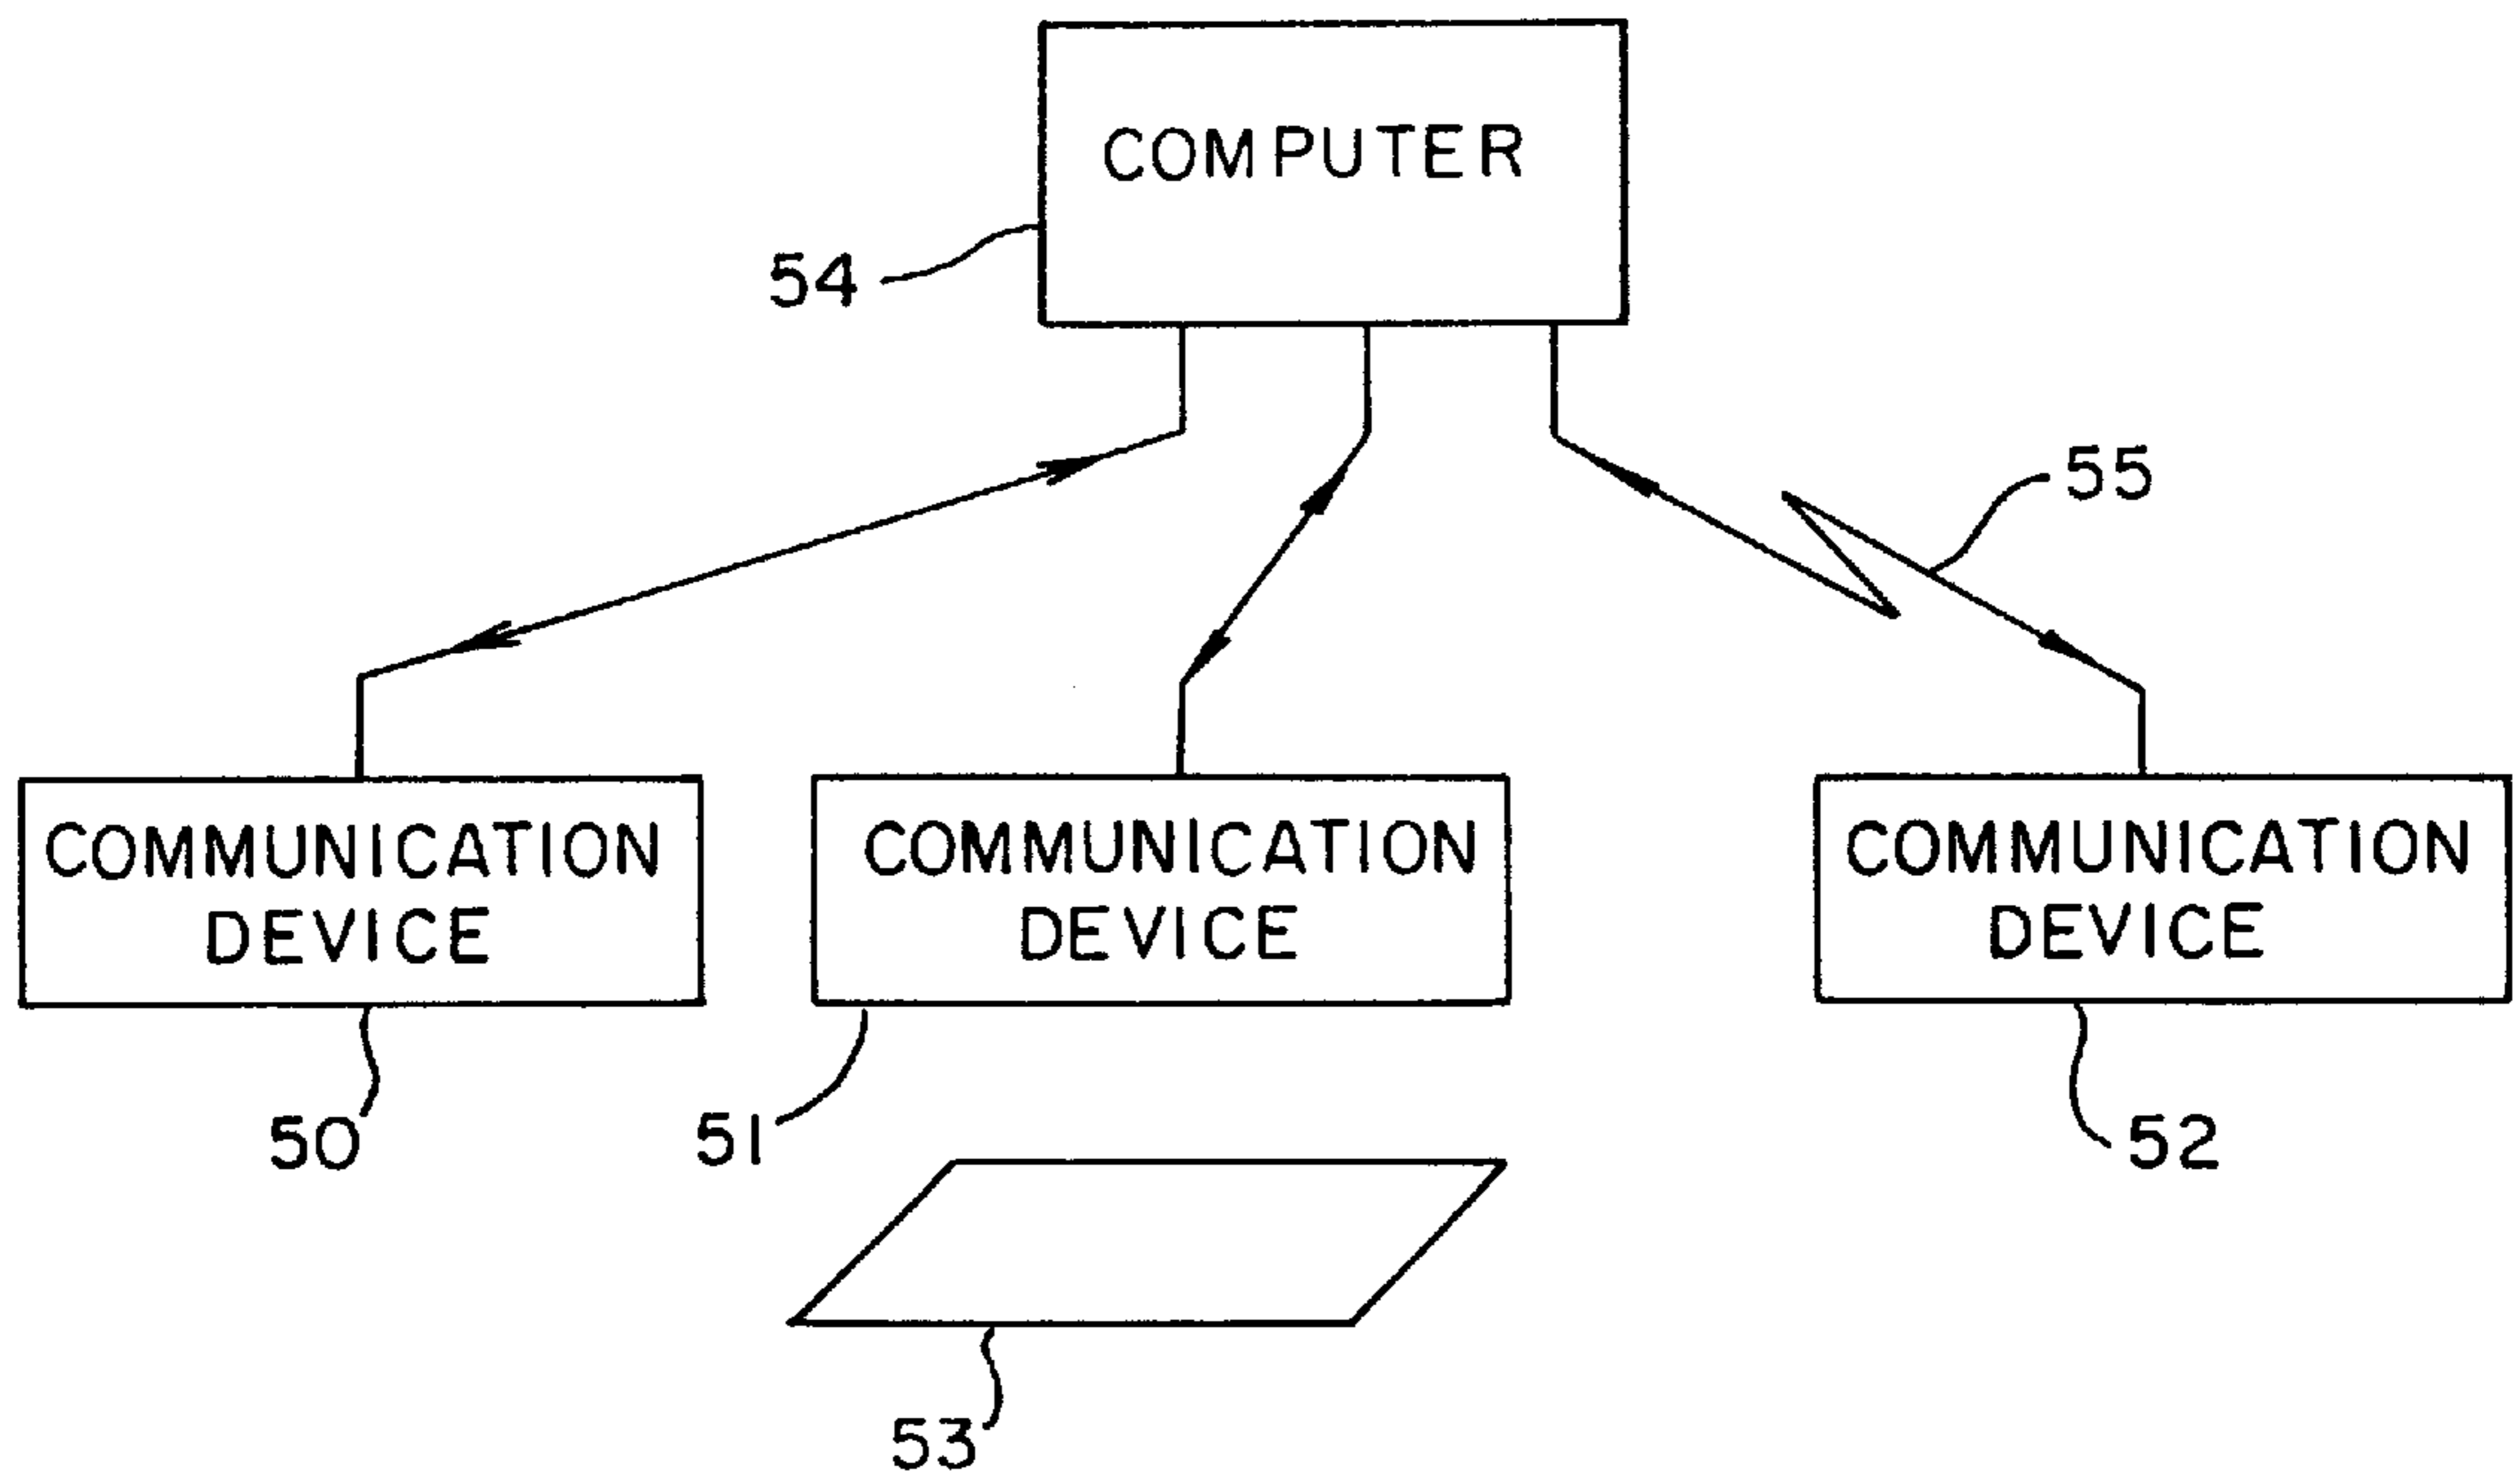 COMPUTER
54
55
COMMUNICATION
DEVICE
COMMUNICATION
DEVICE
COMMUNICATION
DEVICE
50
51
52
53